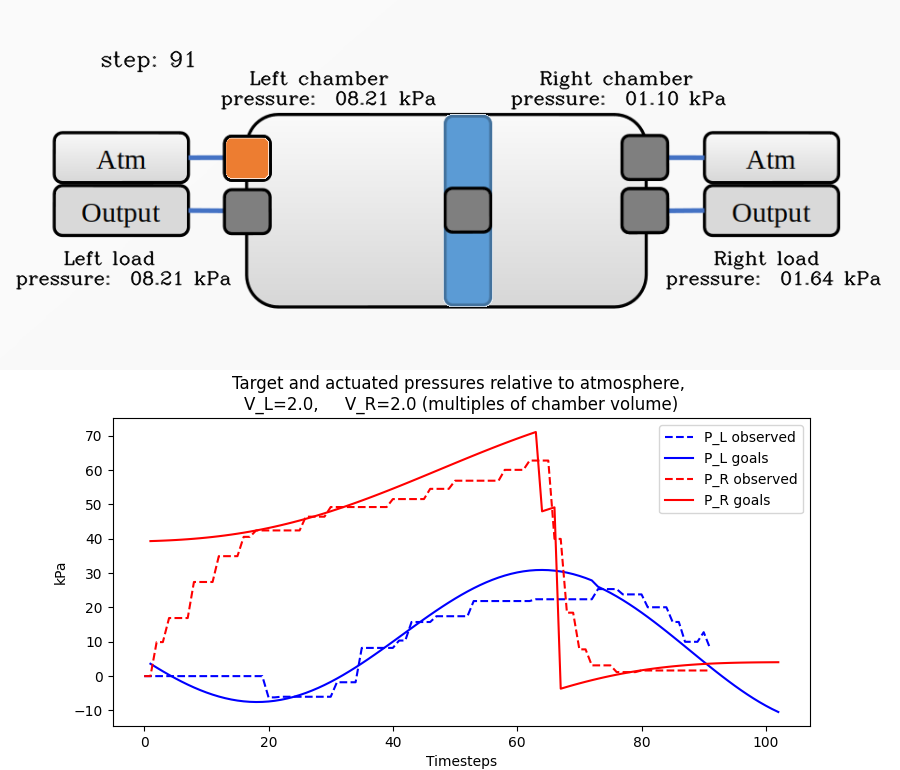 step: 91
Left chamber
pressure: 08.21 kPa
Right chamber
pressure: 01.10 kPa
Atm
Output
Atm
Output
Left load
pressure: 08.21 kPa
Right load
pressure: 01.64 kPa
Target and actuated pressures relative to atmosphere,
V_L=2.0, V_R=2.0 (multiples of chamber volume)
P_L observed
P_L goals
P_R observed
P_R goals
kPa
70
60
50
40
30
20
10
0
−10
0 20 40 60 80 100
Timesteps